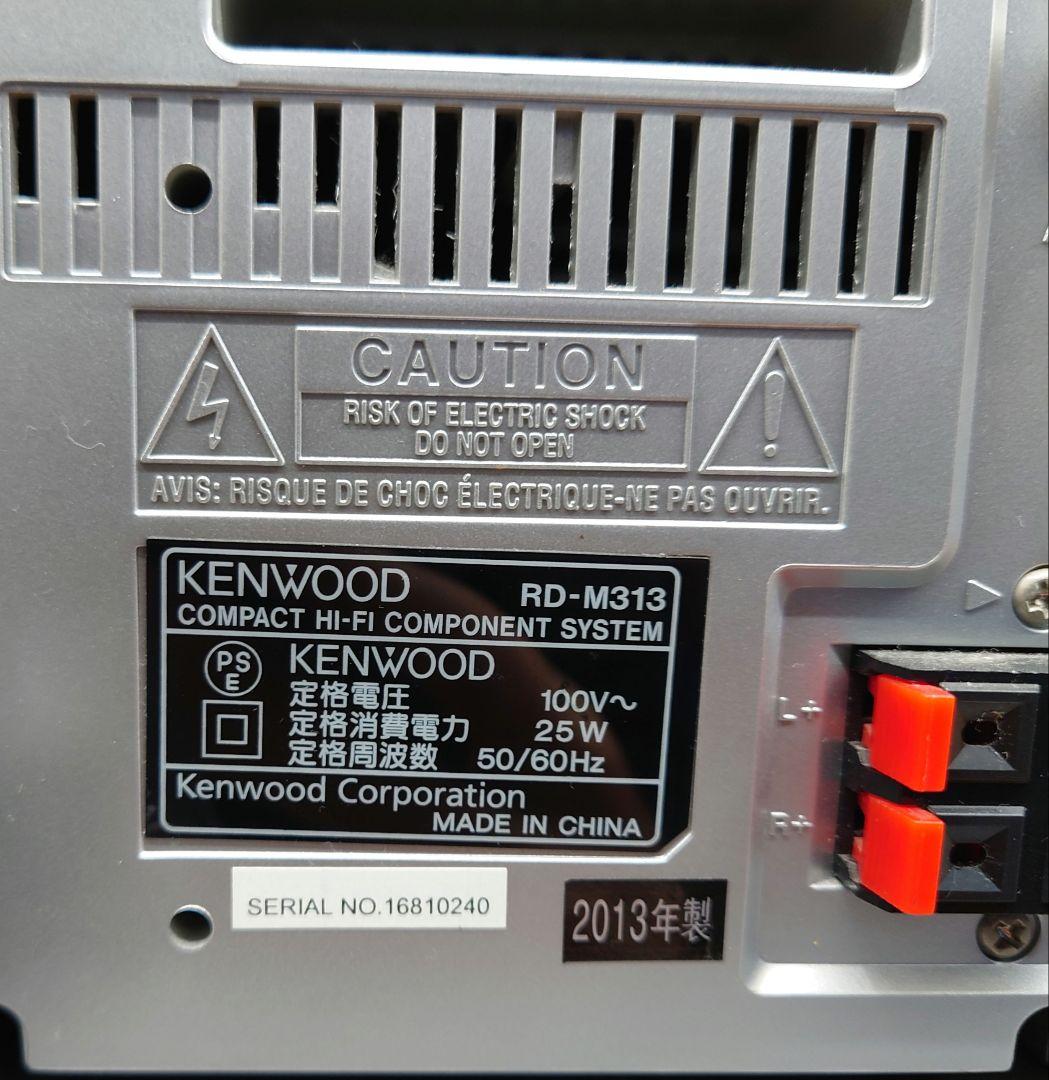 CAUTION
RISK OF ELECTRIC SHOCK
DO NOT OPEN
AVIS: RISQUE DE CHOC ÉLECTRIQUE-NE PAS OUVRIR.
KENWOOD RD-M313
COMPACT HI-FI COMPONENT SYSTEM
PS
E
KENWOOD
定格電圧 100V～
定格消費電力 25W
定格周波数 50/60Hz
Kenwood Corporation
MADE IN CHINA
L+
R+
SERIAL NO.16810240
2013年製